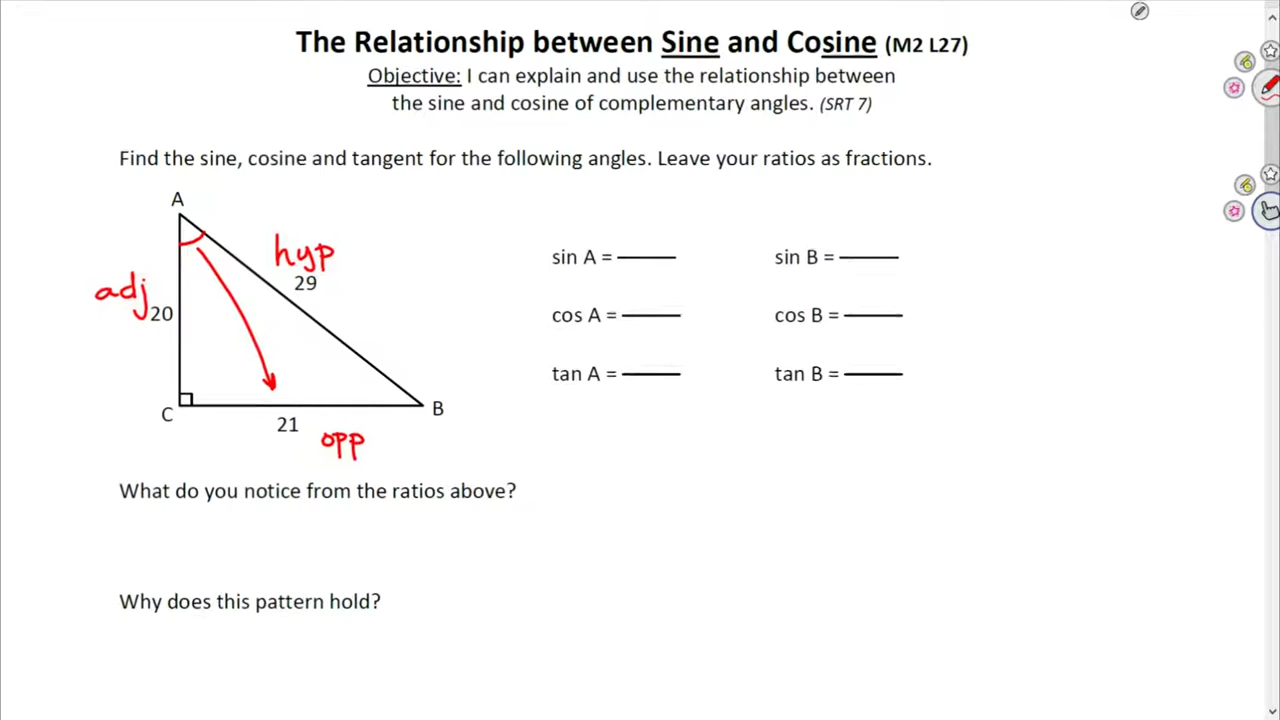 The Relationship between Sine and Cosine (M2 L27)
Objective: I can explain and use the relationship between
the sine and cosine of complementary angles. (SRT 7)
Find the sine, cosine and tangent for the following angles. Leave your ratios as fractions.
A
hyp
29
adj
20
C
B
21
opp
sin A =
sin B =
cos A =
cos B =
tan A =
tan B =
What do you notice from the ratios above?
Why does this pattern hold?